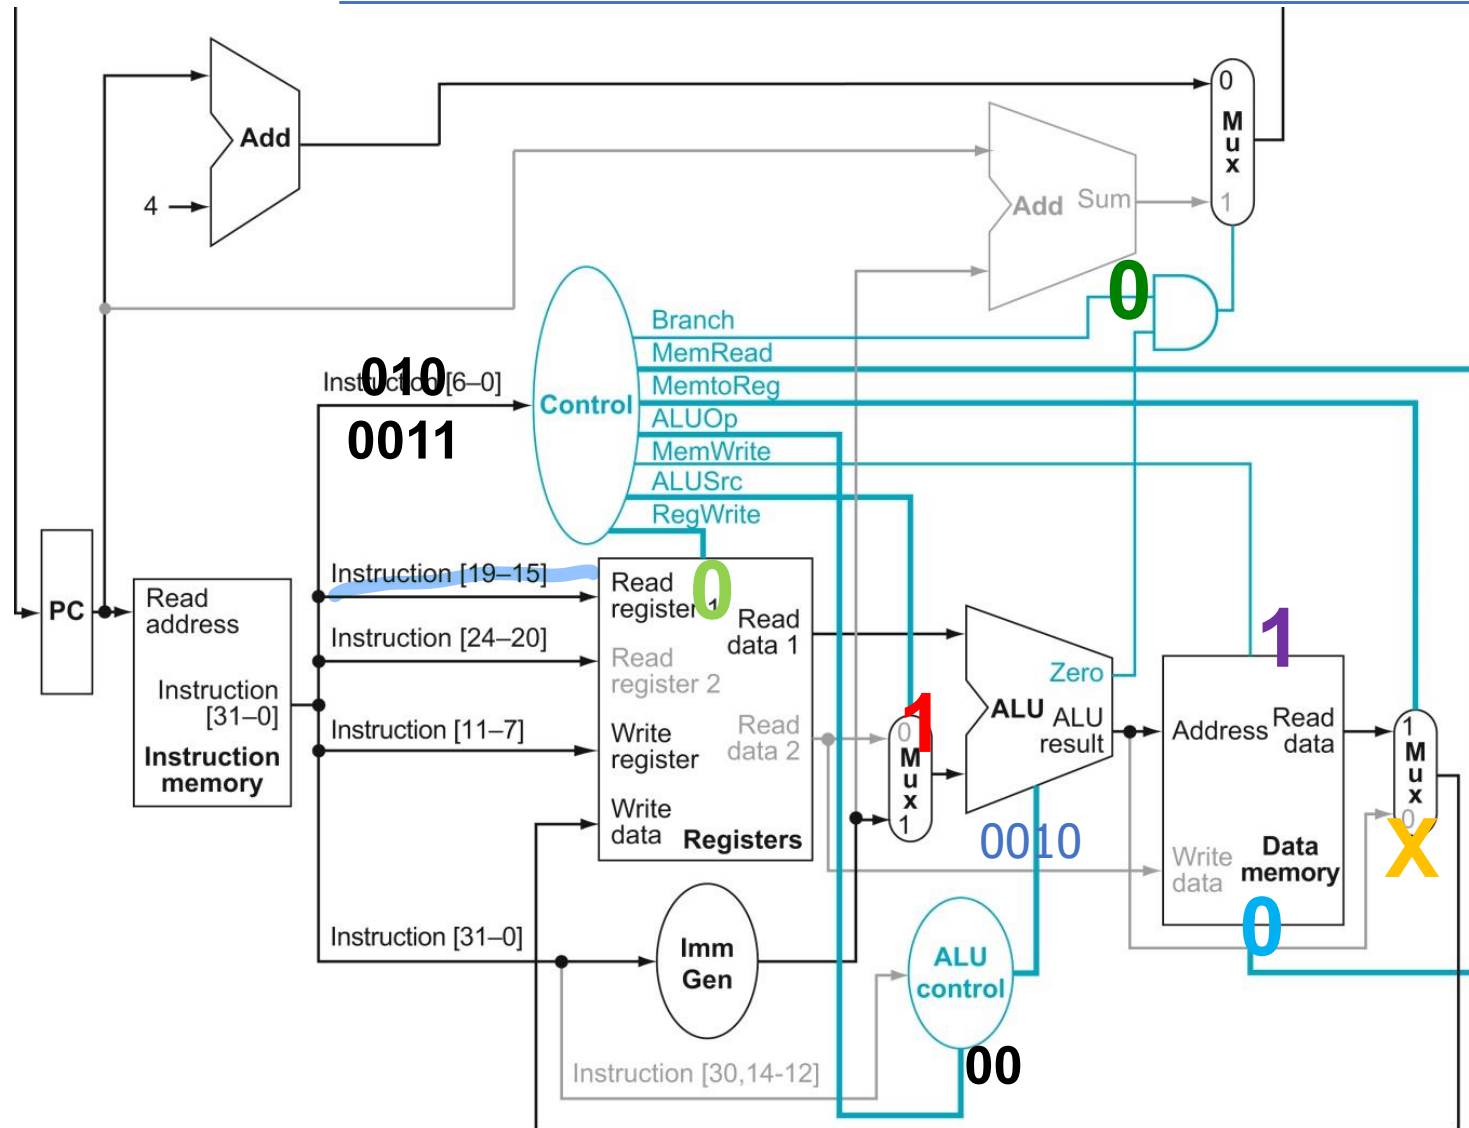 0
Mux
1
Add
4
Add Sum
0
Branch
MemRead
MemtoReg
ALUOp
MemWrite
ALUSrc
RegWrite
Control
010
Instruction [6–0]
0011
PC
Read
address
Instruction
[31–0]
Instruction
memory
Instruction [19–15]
Instruction [24–20]
Instruction [11–7]
Instruction [31–0]
0
Read
register 1
Read
register 2
Write
register
Write
data
Read
data 1
Read
data 2
Registers
1
0
Mux
1
Zero
ALU
ALU
result
0010
1
Address
Read
data
Write
data
Data
memory
0
1
Mux
0
X
Imm
Gen
ALU
control
00
Instruction [30,14-12]